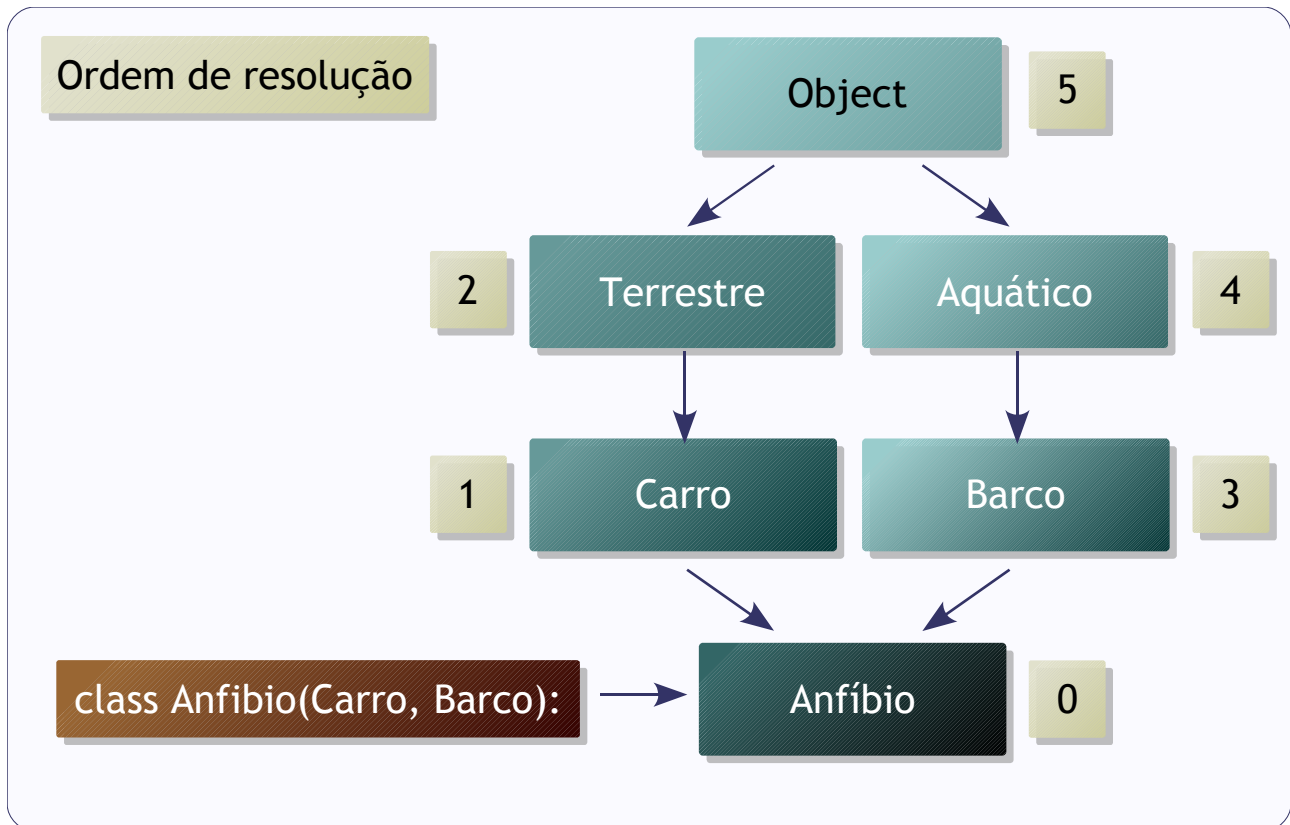 Ordem de resolução
Object
5
2
Terrestre
Aquático
4
1
Carro
Barco
3
class Anfibio(Carro, Barco):
Anfíbio
0